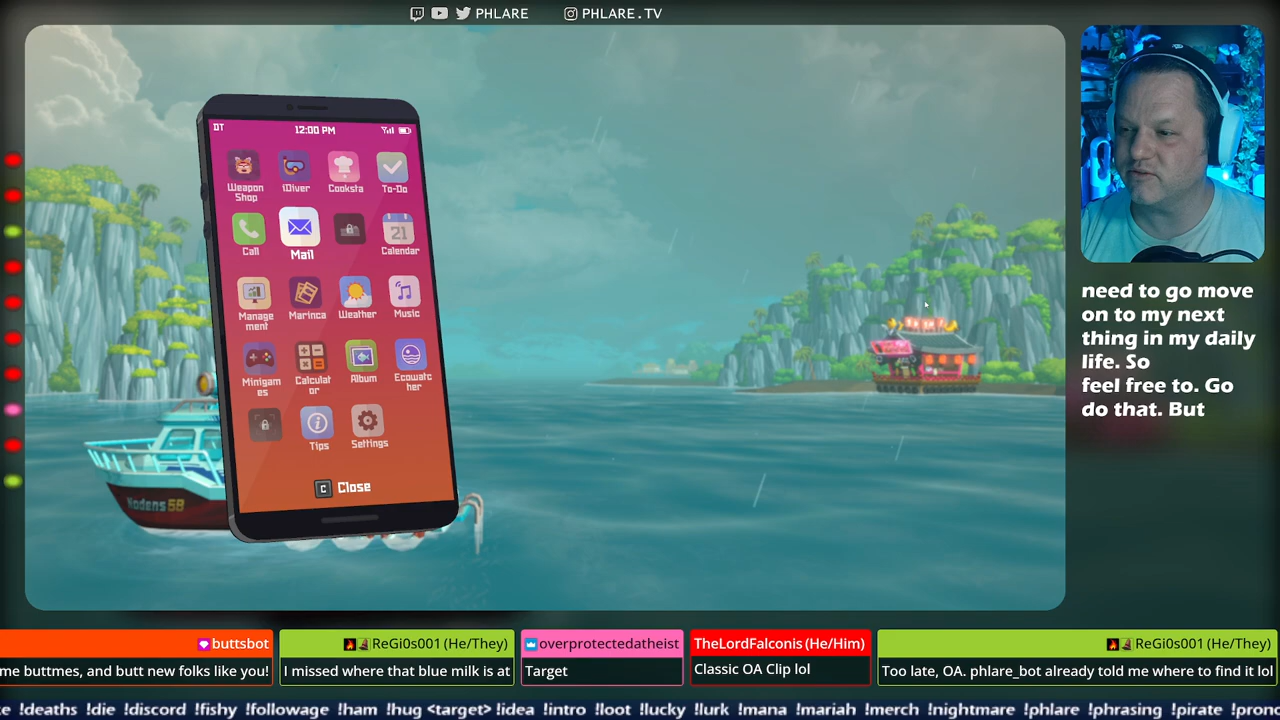 PHLARE
PHLARE.TV
DT
12:00 PM
Weapon
Shop
iDiver
Cooksta
To-Do
Call
Mail
21
Calendar
Manage
ment
Marinca
Weather
Music
Minigam
es
Calculat
or
Album
Ecowatc
her
Tips
Settings
C Close
Nodens58
need to go move
on to my next
thing in my daily
life. So
feel free to. Go
do that. But
buttsbot
me buttmes, and butt new folks like you!
ReGi0s001 (He/They)
I missed where that blue milk is at
overprotectedatheist
Target
TheLordFalconis (He/Him)
Classic OA Clip lol
ReGi0s001 (He/They)
Too late, OA. phlare_bot already told me where to find it lol
!deaths !die !discord !fishy !followage !ham !hug <target> !idea !intro !loot !lucky !lurk !mana !mariah !merch !nightmare !phlare !phrasing !pirate !prono